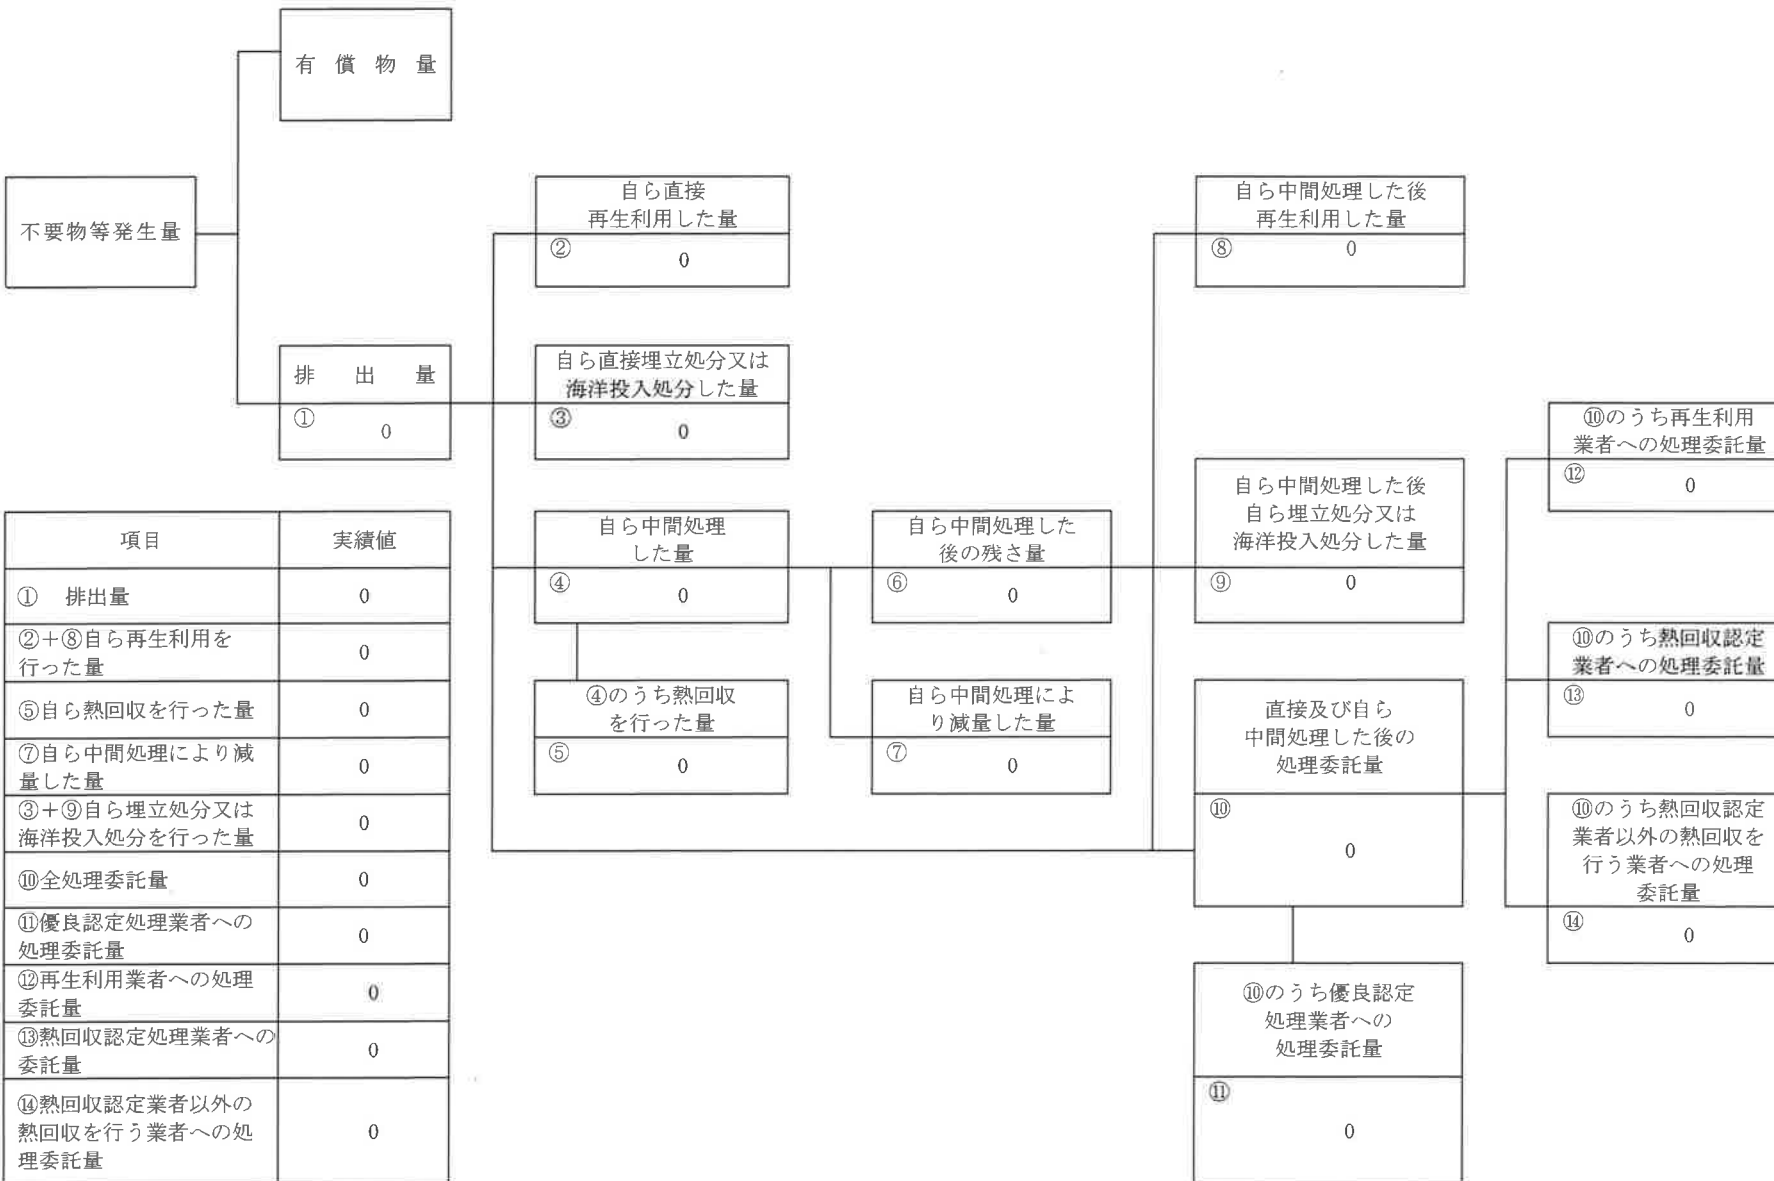 有償物量
不要物等発生量
排出量
①
0
自ら直接
再生利用した量
②
0
自ら直接埋立処分又は
海洋投入処分した量
③
0
自ら中間処理
した量
④
0
④のうち熱回収
を行った量
⑤
0
自ら中間処理した
後の残さ量
⑥
0
自ら中間処理によ
り減量した量
⑦
0
自ら中間処理した後
再生利用した量
⑧
0
自ら中間処理した後
自ら埋立処分又は
海洋投入処分した量
⑨
0
直接及び自ら
中間処理した後の
処理委託量
⑩
0
⑩のうち優良認定
処理業者への
処理委託量
⑪
0
⑩のうち再生利用
業者への処理委託量
⑫
0
⑩のうち熱回収認定
業者への処理委託量
⑬
0
⑩のうち熱回収認定
業者以外の熱回収を
行う業者への処理
委託量
⑭
0
項目 実績値
① 排出量 0
②+⑧自ら再生利用を
行った量
0
⑤自ら熱回収を行った量 0
⑦自ら中間処理により減
量した量
0
③+⑨自ら埋立処分又は
海洋投入処分を行った量
0
⑩全処理委託量 0
⑪優良認定処理業者への
処理委託量
0
⑫再生利用業者への処理
委託量
0
⑬熱回収認定処理業者への
委託量
0
⑭熱回収認定業者以外の
熱回収を行う業者への処
理委託量
0